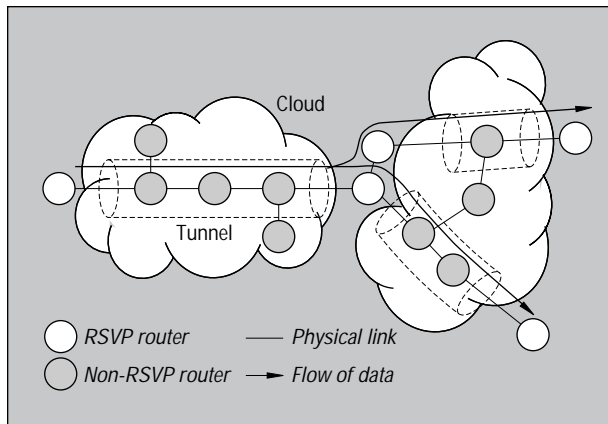 Cloud
Tunnel
RSVP router
Physical link
Non-RSVP router
Flow of data